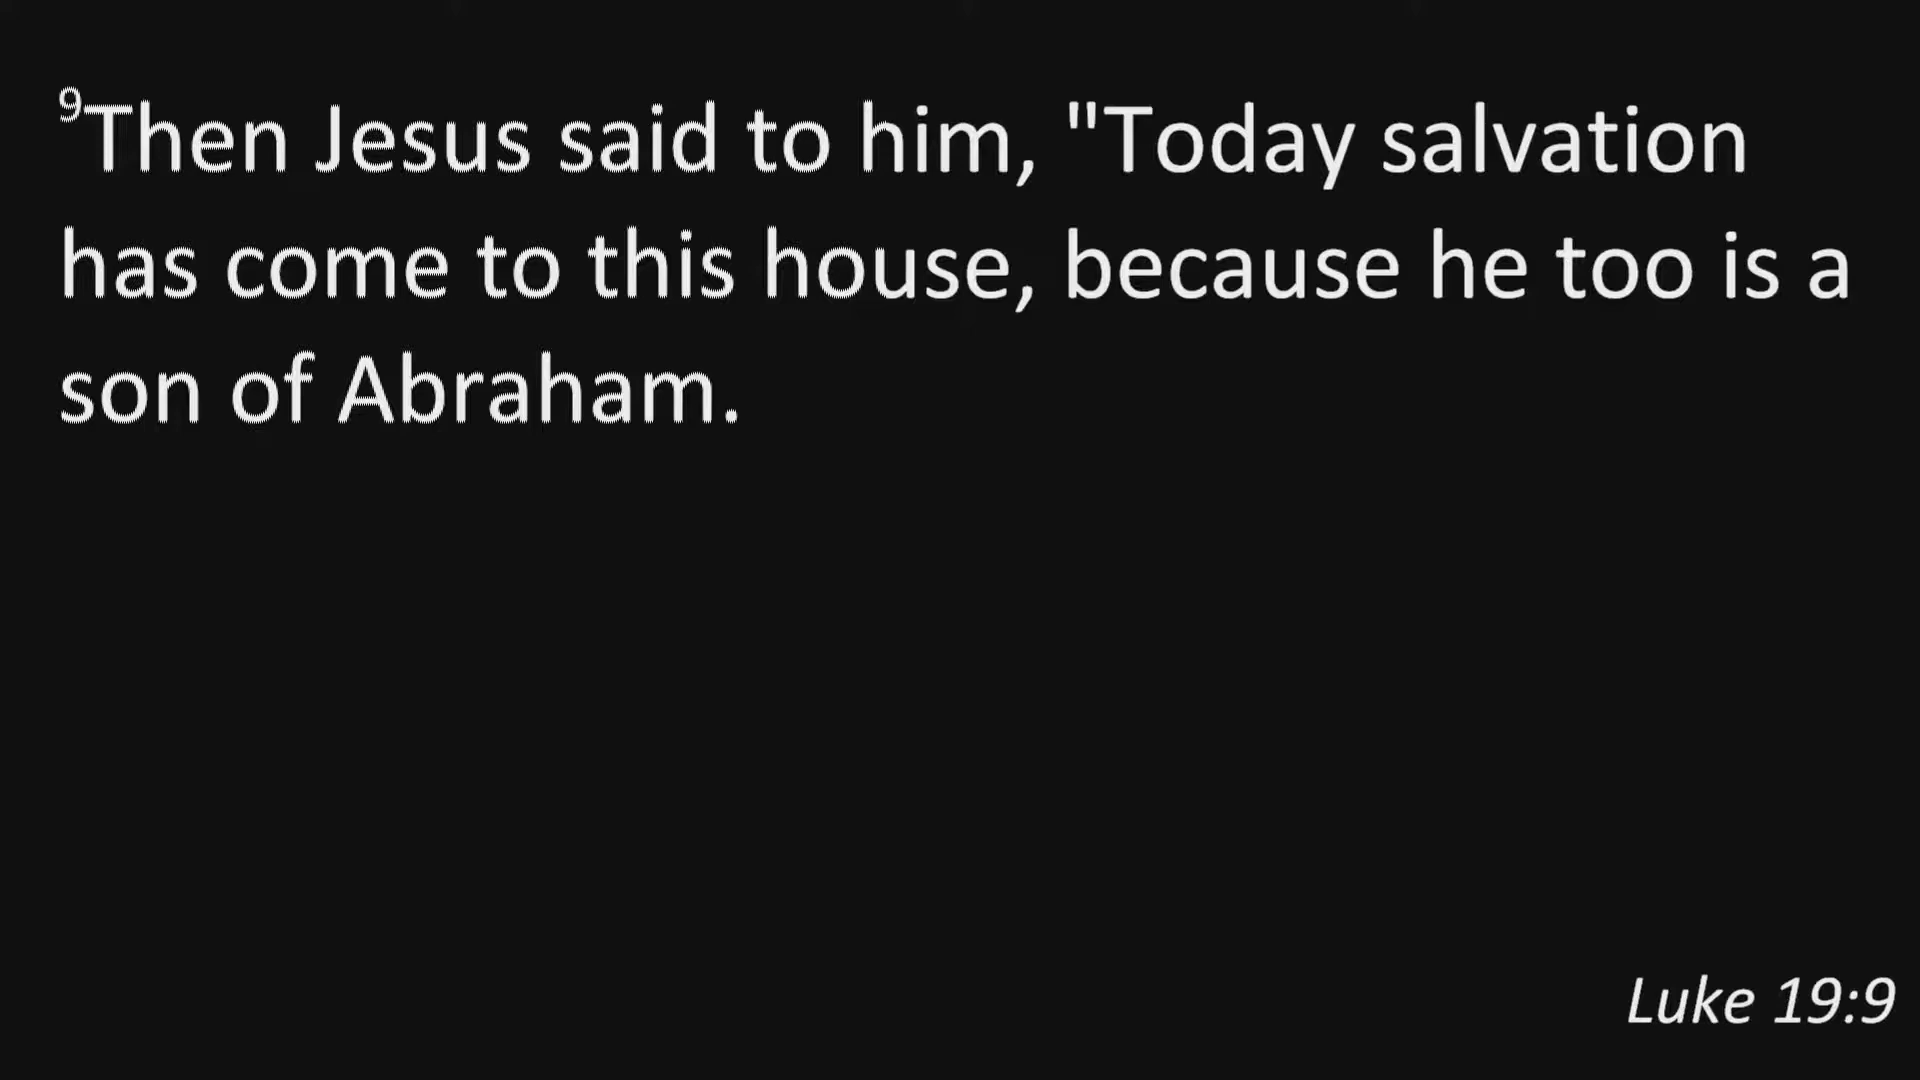 ⁹Then Jesus said to him, "Today salvation
has come to this house, because he too is a
son of Abraham.
Luke 19:9